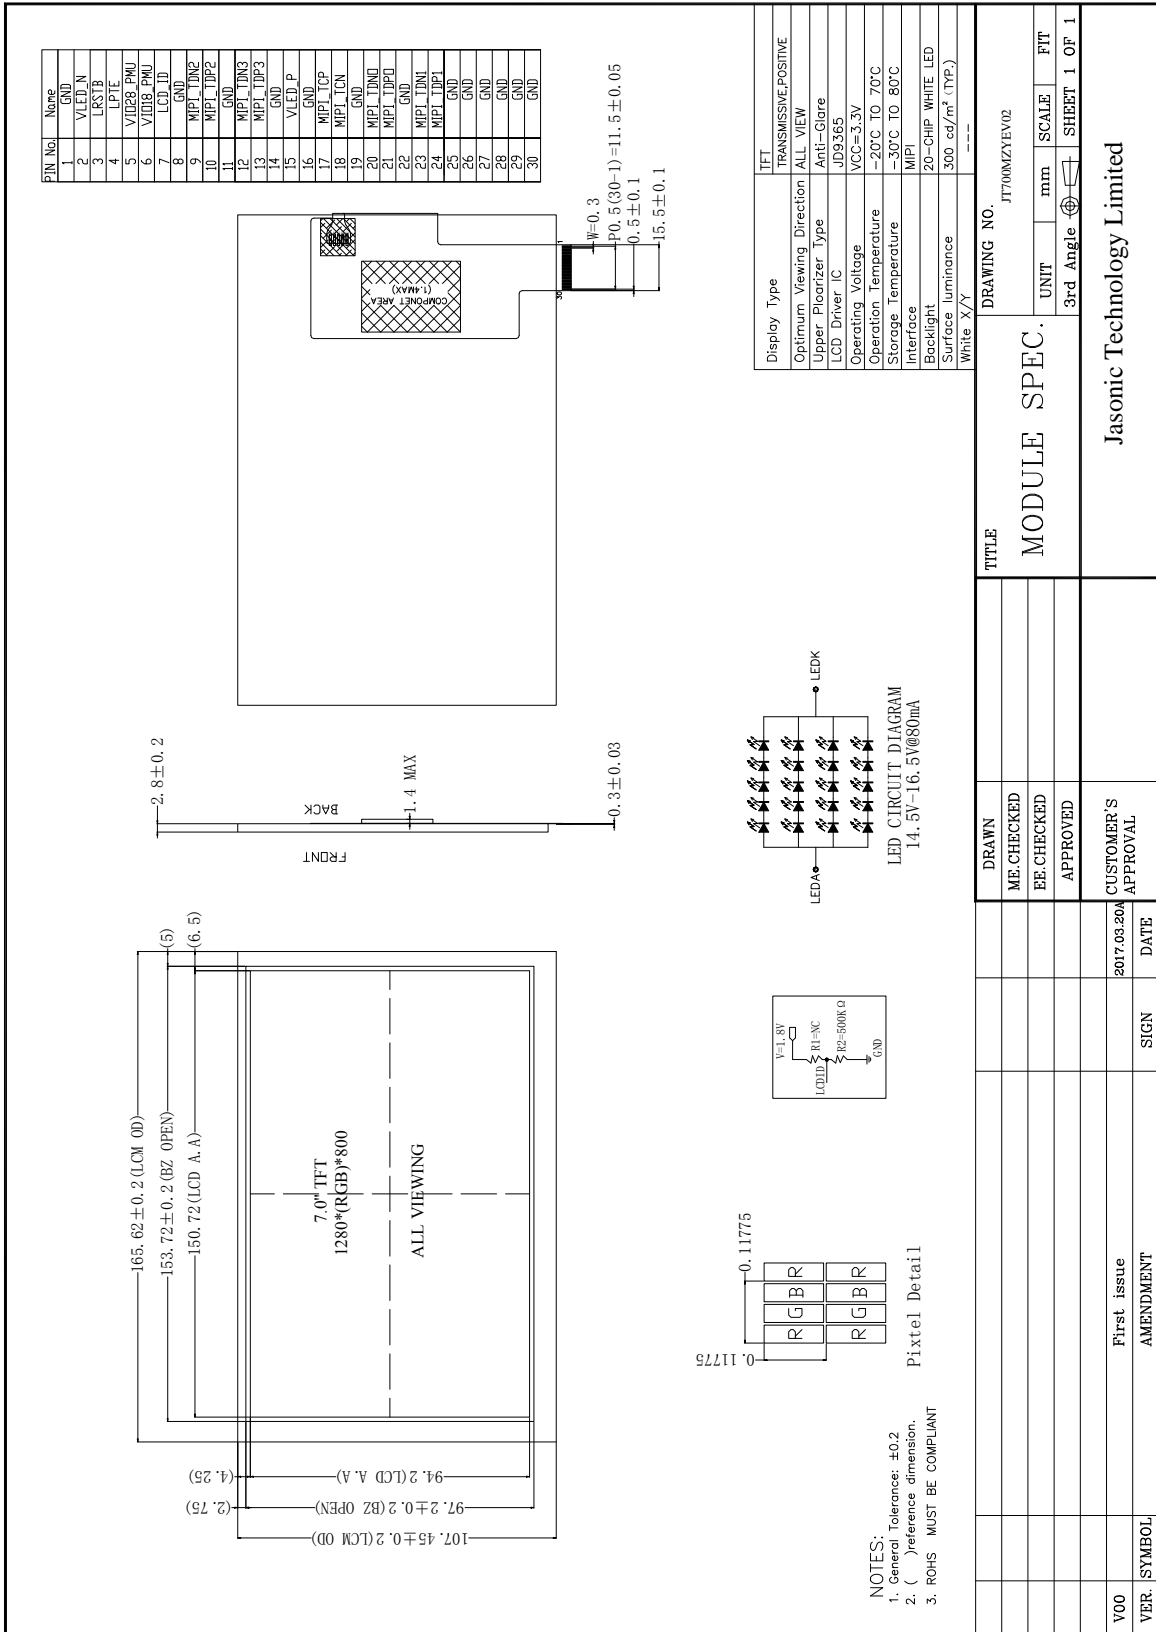 165.62±0.2(LCM OD)
153.72±0.2(BZ OPEN)
150.72(LCD A.A)
(5)
(6.5)
107.45±0.2(LCM OD)
97.2±0.2(BZ OPEN)
94.2(LCD A.A)
(2.75)
(4.25)
7.0" TFT
1280*(RGB)*800
ALL VIEWING
2.8±0.2
FRONT
BACK
1.4 MAX
0.3±0.03
COMPONET AREA
(1.4MAX)
30
1
W=0.3
P0.5(30-1)=11.5±0.05
0.5±0.1
15.5±0.1
PIN No. Name
1 GND
2 VLED_N
3 LRSTB
4 LPTE
5 VIO28_PMU
6 VIO18_PMU
7 LCD_ID
8 GND
9 MIPI_TDN2
10 MIPI_TDP2
11 GND
12 MIPI_TDN3
13 MIPI_TDP3
14 GND
15 VLED_P
16 GND
17 MIPI_TCP
18 MIPI_TCN
19 GND
20 MIPI_TDN0
21 MIPI_TDP0
22 GND
23 MIPI_TDN1
24 MIPI_TDP1
25 GND
26 GND
27 GND
28 GND
29 GND
30 GND
NOTES:
1. General Tolerance: ±0.2
2. ( )reference dimension.
3. ROHS MUST BE COMPLIANT
0.11775
0.11775
R G B R
R G B R
Pixtel Detail
V=1.8V
R1=NC
LCDID
R2=500KΩ
GND
LEDA
LEDK
LED CIRCUIT DIAGRAM
14.5V-16.5V@80mA
Display Type TFT TRANSMISSIVE,POSITIVE
Optimum Viewing Direction ALL VIEW
Upper Ploarizer Type Anti-Glare
LCD Driver IC JD9365
Operating Voltage VCC=3.3V
Operation Temperature -20°C TO 70°C
Storage Temperature -30°C TO 80°C
Interface MIPI
Backlight 20-CHIP WHITE LED
Surface luminance 300 cd/m² (TYP.)
White X/Y ---
V00 First issue 2017.03.20A
VER. SYMBOL AMENDMENT SIGN DATE
DRAWN
ME.CHECKED
EE.CHECKED
APPROVED
CUSTOMER'S
APPROVAL
TITLE
MODULE SPEC.
DRAWING NO.
JT700MZYEV02
UNIT mm SCALE FIT
3rd Angle SHEET 1 OF 1
Jasonic Technology Limited